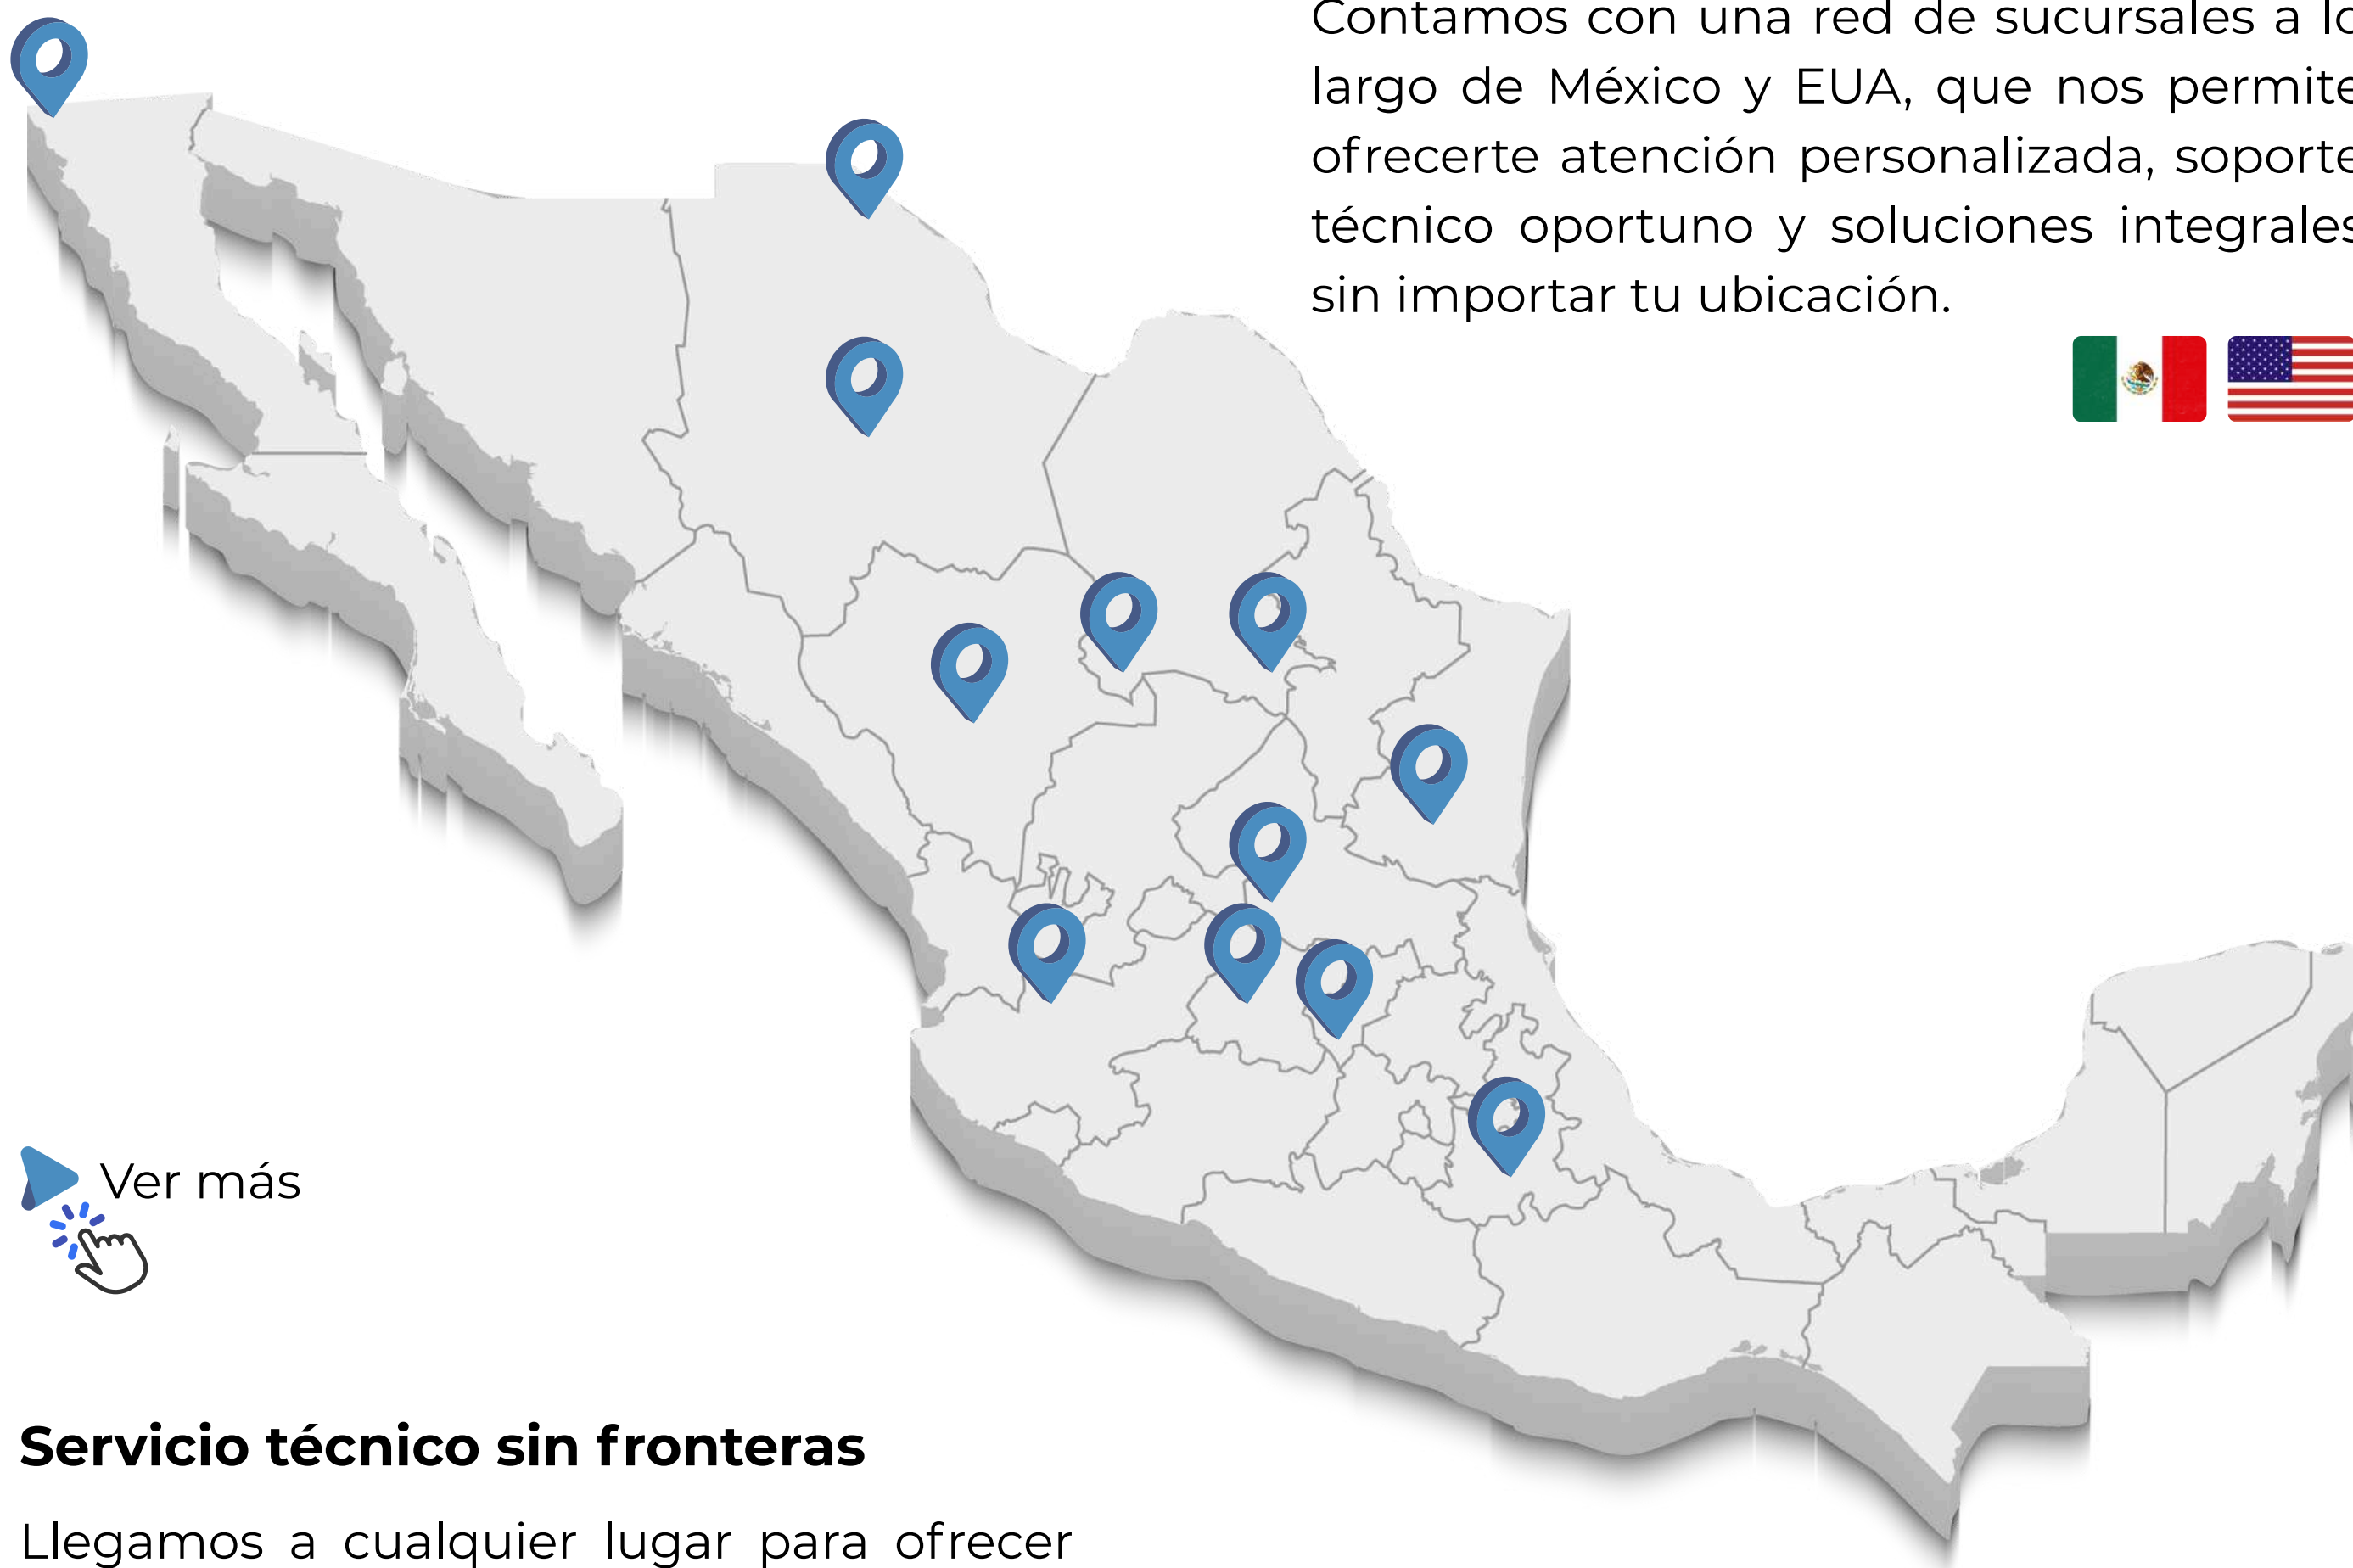 Contamos con una red de sucursales a lo
largo de México y EUA, que nos permite
ofrecerte atención personalizada, soporte
técnico oportuno y soluciones integrales
sin importar tu ubicación.
Ver más
Servicio técnico sin fronteras
Llegamos a cualquier lugar para ofrecer